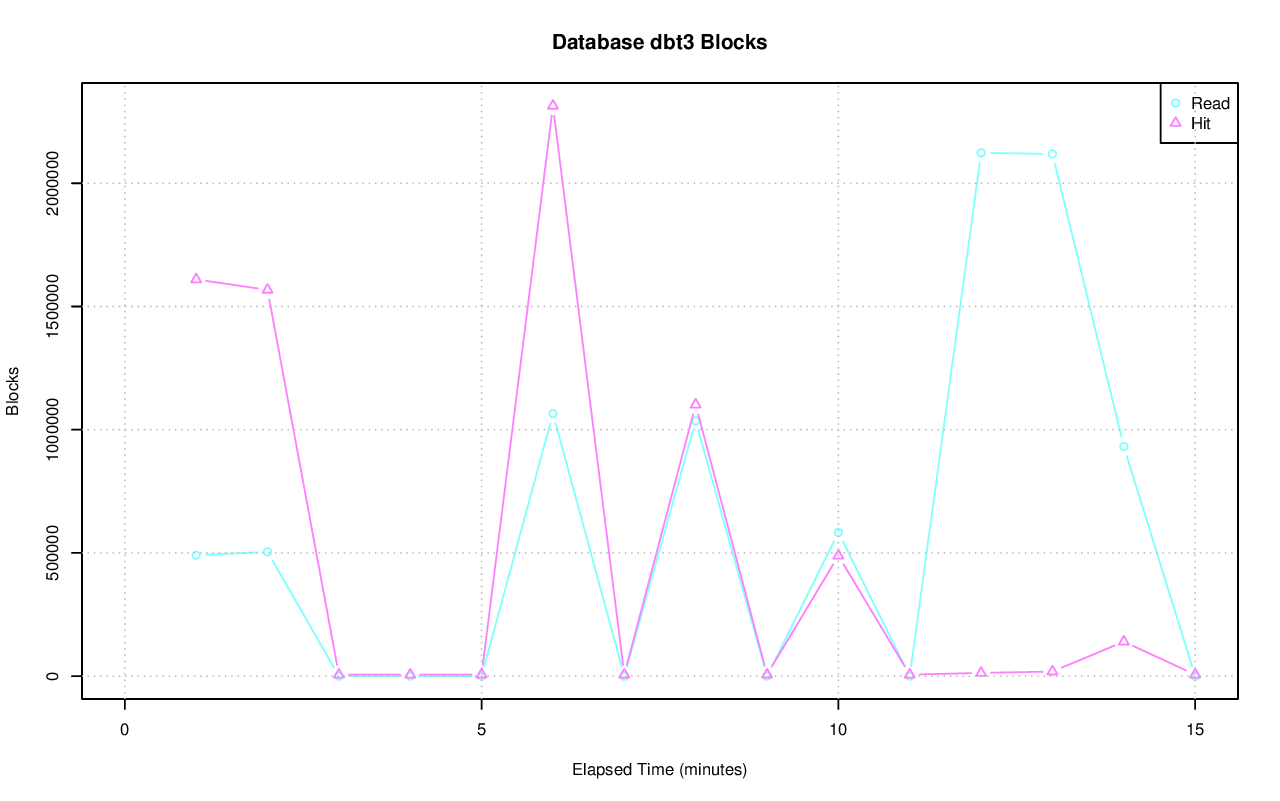 Database dbt3 Blocks
Read
Hit
Blocks
2000000
1500000
1000000
500000
0
0 5 10 15
Elapsed Time (minutes)